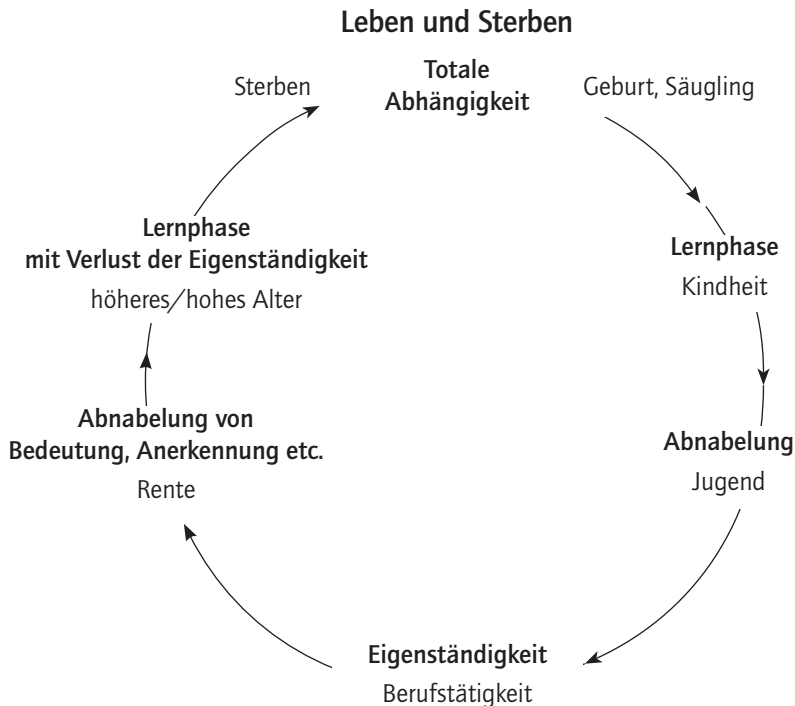 Leben und Sterben
Totale
Abhängigkeit
Geburt, Säugling
Lernphase
Kindheit
Abnabelung
Jugend
Eigenständigkeit
Berufstätigkeit
Abnabelung von
Bedeutung, Anerkennung etc.
Rente
Lernphase
mit Verlust der Eigenständigkeit
höheres/hohes Alter
Sterben